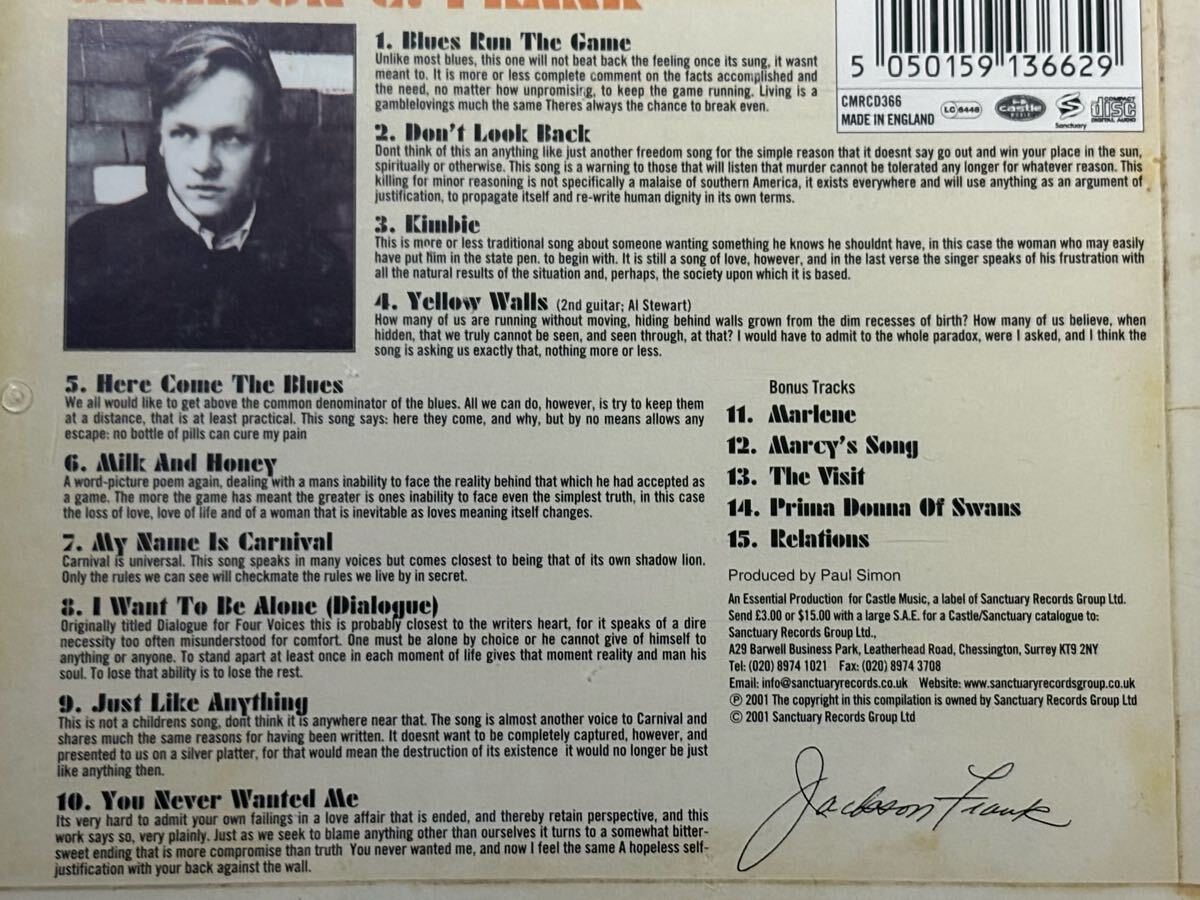 1. Blues Run The Game
Unlike most blues, this one will not beat back the feeling once its sung, it wasnt
meant to. It is more or less complete comment on the facts accomplished and
the need, no matter how unpromising, to keep the game running. Living is a
gamblelovings much the same Theres always the chance to break even.
5 050159 136629
CMRCD366
MADE IN ENGLAND
LC 6448
castle
MUSIC
Sanctuary
COMPACT
disc
DIGITAL AUDIO
2. Don't Look Back
Dont think of this an anything like just another freedom song for the simple reason that it doesnt say go out and win your place in the sun,
spiritually or otherwise. This song is a warning to those that will listen that murder cannot be tolerated any longer for whatever reason. This
killing for minor reasoning is not specifically a malaise of southern America, it exists everywhere and will use anything as an argument of
justification, to propagate itself and re-write human dignity in its own terms.
3. Kimbie
This is more or less traditional song about someone wanting something he knows he shouldnt have, in this case the woman who may easily
have put him in the state pen. to begin with. It is still a song of love, however, and in the last verse the singer speaks of his frustration with
all the natural results of the situation and, perhaps, the society upon which it is based.
4. Yellow Walls (2nd guitar; Al Stewart)
How many of us are running without moving, hiding behind walls grown from the dim recesses of birth? How many of us believe, when
hidden, that we truly cannot be seen, and seen through, at that? I would have to admit to the whole paradox, were I asked, and I think the
song is asking us exactly that, nothing more or less.
5. Here Come The Blues
We all would like to get above the common denominator of the blues. All we can do, however, is try to keep them
at a distance, that is at least practical. This song says: here they come, and why, but by no means allows any
escape: no bottle of pills can cure my pain
6. Milk And Honey
A word-picture poem again, dealing with a mans inability to face the reality behind that which he had accepted as
a game. The more the game has meant the greater is ones inability to face even the simplest truth, in this case
the loss of love, love of life and of a woman that is inevitable as loves meaning itself changes.
7. My Name Is Carnival
Carnival is universal. This song speaks in many voices but comes closest to being that of its own shadow lion.
Only the rules we can see will checkmate the rules we live by in secret.
8. I Want To Be Alone (Dialogue)
Originally titled Dialogue for Four Voices this is probably closest to the writers heart, for it speaks of a dire
necessity too often misunderstood for comfort. One must be alone by choice or he cannot give of himself to
anything or anyone. To stand apart at least once in each moment of life gives that moment reality and man his
soul. To lose that ability is to lose the rest.
9. Just Like Anything
This is not a childrens song, dont think it is anywhere near that. The song is almost another voice to Carnival and
shares much the same reasons for having been written. It doesnt want to be completely captured, however, and
presented to us on a silver platter, for that would mean the destruction of its existence it would no longer be just
like anything then.
10. You Never Wanted Me
Its very hard to admit your own failings in a love affair that is ended, and thereby retain perspective, and this
work says so, very plainly. Just as we seek to blame anything other than ourselves it turns to a somewhat bitter-
sweet ending that is more compromise than truth You never wanted me, and now I feel the same A hopeless self-
justification with your back against the wall.
Bonus Tracks
11. Marlene
12. Marcy's Song
13. The Visit
14. Prima Donna Of Swans
15. Relations
Produced by Paul Simon
An Essential Production for Castle Music, a label of Sanctuary Records Group Ltd.
Send £3.00 or $15.00 with a large S.A.E. for a Castle/Sanctuary catalogue to:
Sanctuary Records Group Ltd.,
A29 Barwell Business Park, Leatherhead Road, Chessington, Surrey KT9 2NY
Tel: (020) 8974 1021 Fax: (020) 8974 3708
Email: info@sanctuaryrecords.co.uk Website: www.sanctuaryrecordsgroup.co.uk
℗ 2001 The copyright in this compilation is owned by Sanctuary Records Group Ltd
© 2001 Sanctuary Records Group Ltd
Jackson Frank